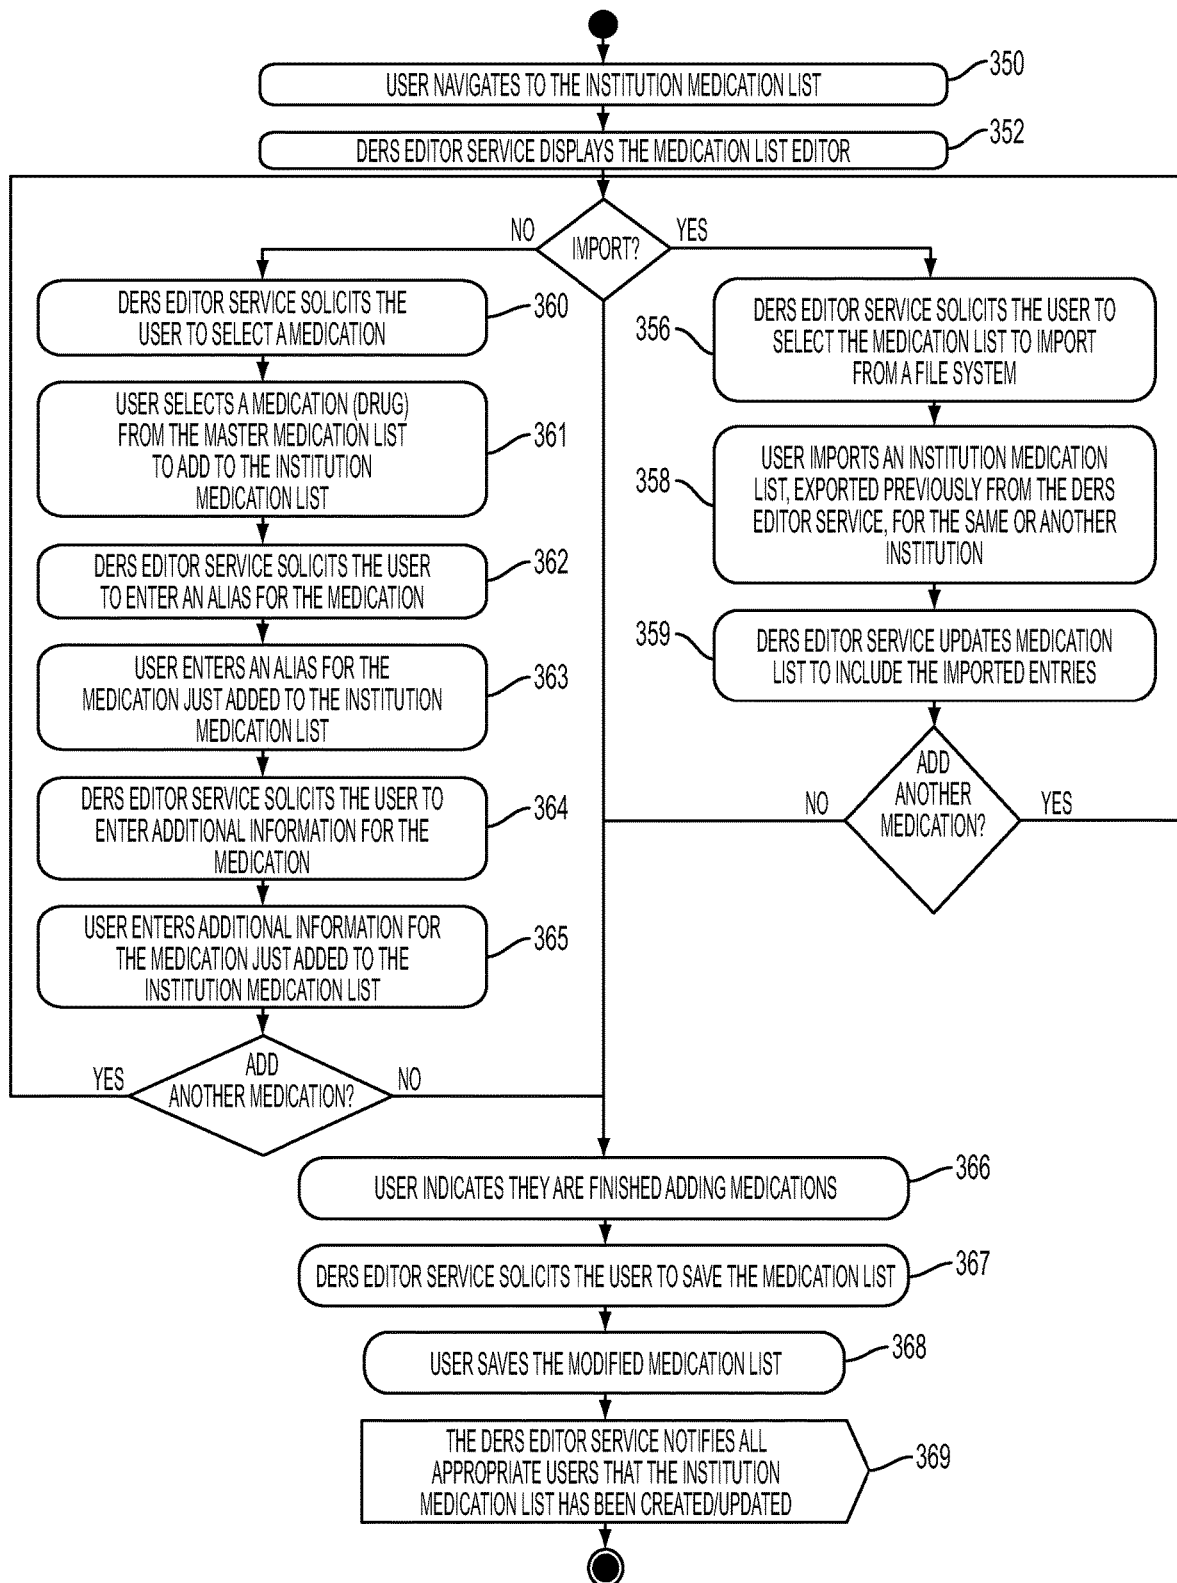 USER NAVIGATES TO THE INSTITUTION MEDICATION LIST
350
DERS EDITOR SERVICE DISPLAYS THE MEDICATION LIST EDITOR
352
NO
IMPORT?
YES
DERS EDITOR SERVICE SOLICITS THE
USER TO SELECT A MEDICATION
360
USER SELECTS A MEDICATION (DRUG)
FROM THE MASTER MEDICATION LIST
TO ADD TO THE INSTITUTION
MEDICATION LIST
361
DERS EDITOR SERVICE SOLICITS THE USER
TO ENTER AN ALIAS FOR THE MEDICATION
362
USER ENTERS AN ALIAS FOR THE
MEDICATION JUST ADDED TO THE INSTITUTION
MEDICATION LIST
363
DERS EDITOR SERVICE SOLICITS THE USER TO
ENTER ADDITIONAL INFORMATION FOR THE
MEDICATION
364
USER ENTERS ADDITIONAL INFORMATION FOR
THE MEDICATION JUST ADDED TO THE
INSTITUTION MEDICATION LIST
365
YES
ADD
ANOTHER MEDICATION?
NO
356
DERS EDITOR SERVICE SOLICITS THE USER TO
SELECT THE MEDICATION LIST TO IMPORT
FROM A FILE SYSTEM
358
USER IMPORTS AN INSTITUTION MEDICATION
LIST, EXPORTED PREVIOUSLY FROM THE DERS
EDITOR SERVICE, FOR THE SAME OR ANOTHER
INSTITUTION
359
DERS EDITOR SERVICE UPDATES MEDICATION
LIST TO INCLUDE THE IMPORTED ENTRIES
NO
ADD
ANOTHER
MEDICATION?
YES
USER INDICATES THEY ARE FINISHED ADDING MEDICATIONS
366
DERS EDITOR SERVICE SOLICITS THE USER TO SAVE THE MEDICATION LIST
367
USER SAVES THE MODIFIED MEDICATION LIST
368
THE DERS EDITOR SERVICE NOTIFIES ALL
APPROPRIATE USERS THAT THE INSTITUTION
MEDICATION LIST HAS BEEN CREATED/UPDATED
369